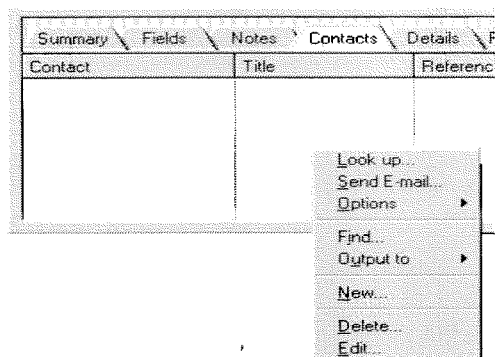 Summary Fields Notes Contacts Details
Contact Title Referenc
Look up...
Send E-mail...
Options
Find...
Output to
New...
Delete...
Edit...